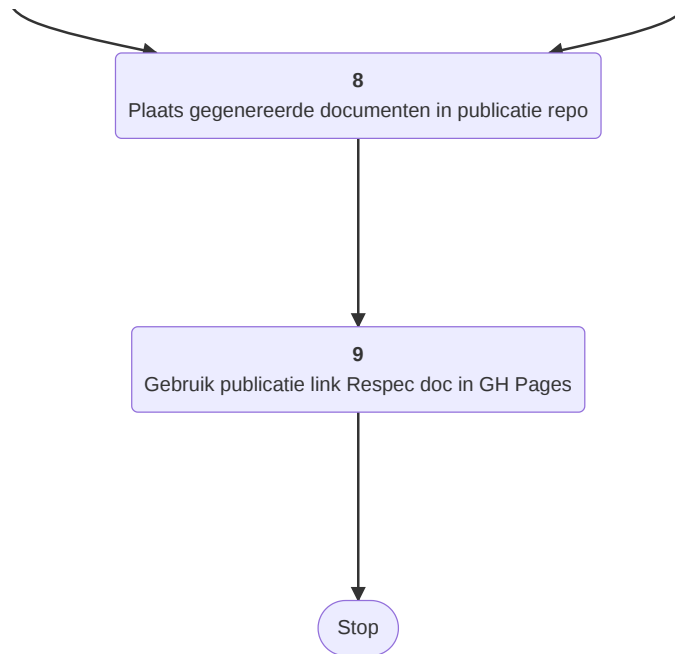 8
Plaats gegenereerde documenten in publicatie repo
9
Gebruik publicatie link Respec doc in GH Pages
Stop